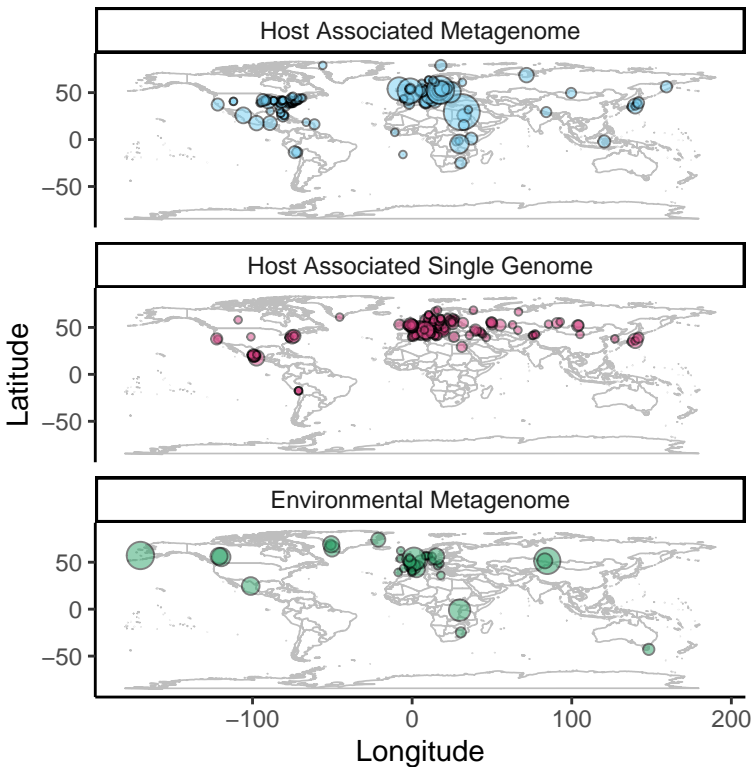 Host Associated Metagenome
50
0
−50
Host Associated Single Genome
50
0
−50
Latitude
Environmental Metagenome
50
0
−50
−100 0 100 200
Longitude